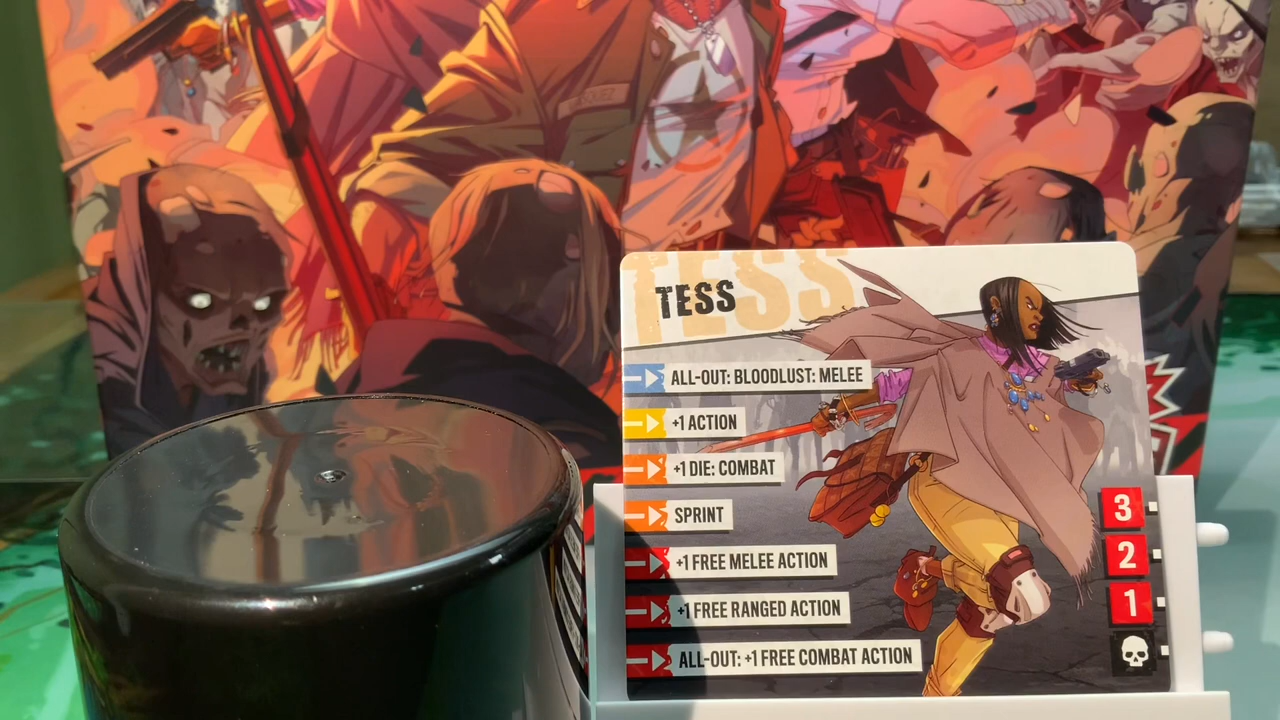 TESS
TESS
ALL-OUT: BLOODLUST: MELEE
+1 ACTION
+1 DIE: COMBAT
SPRINT
+1 FREE MELEE ACTION
+1 FREE RANGED ACTION
ALL-OUT: +1 FREE COMBAT ACTION
3
2
1